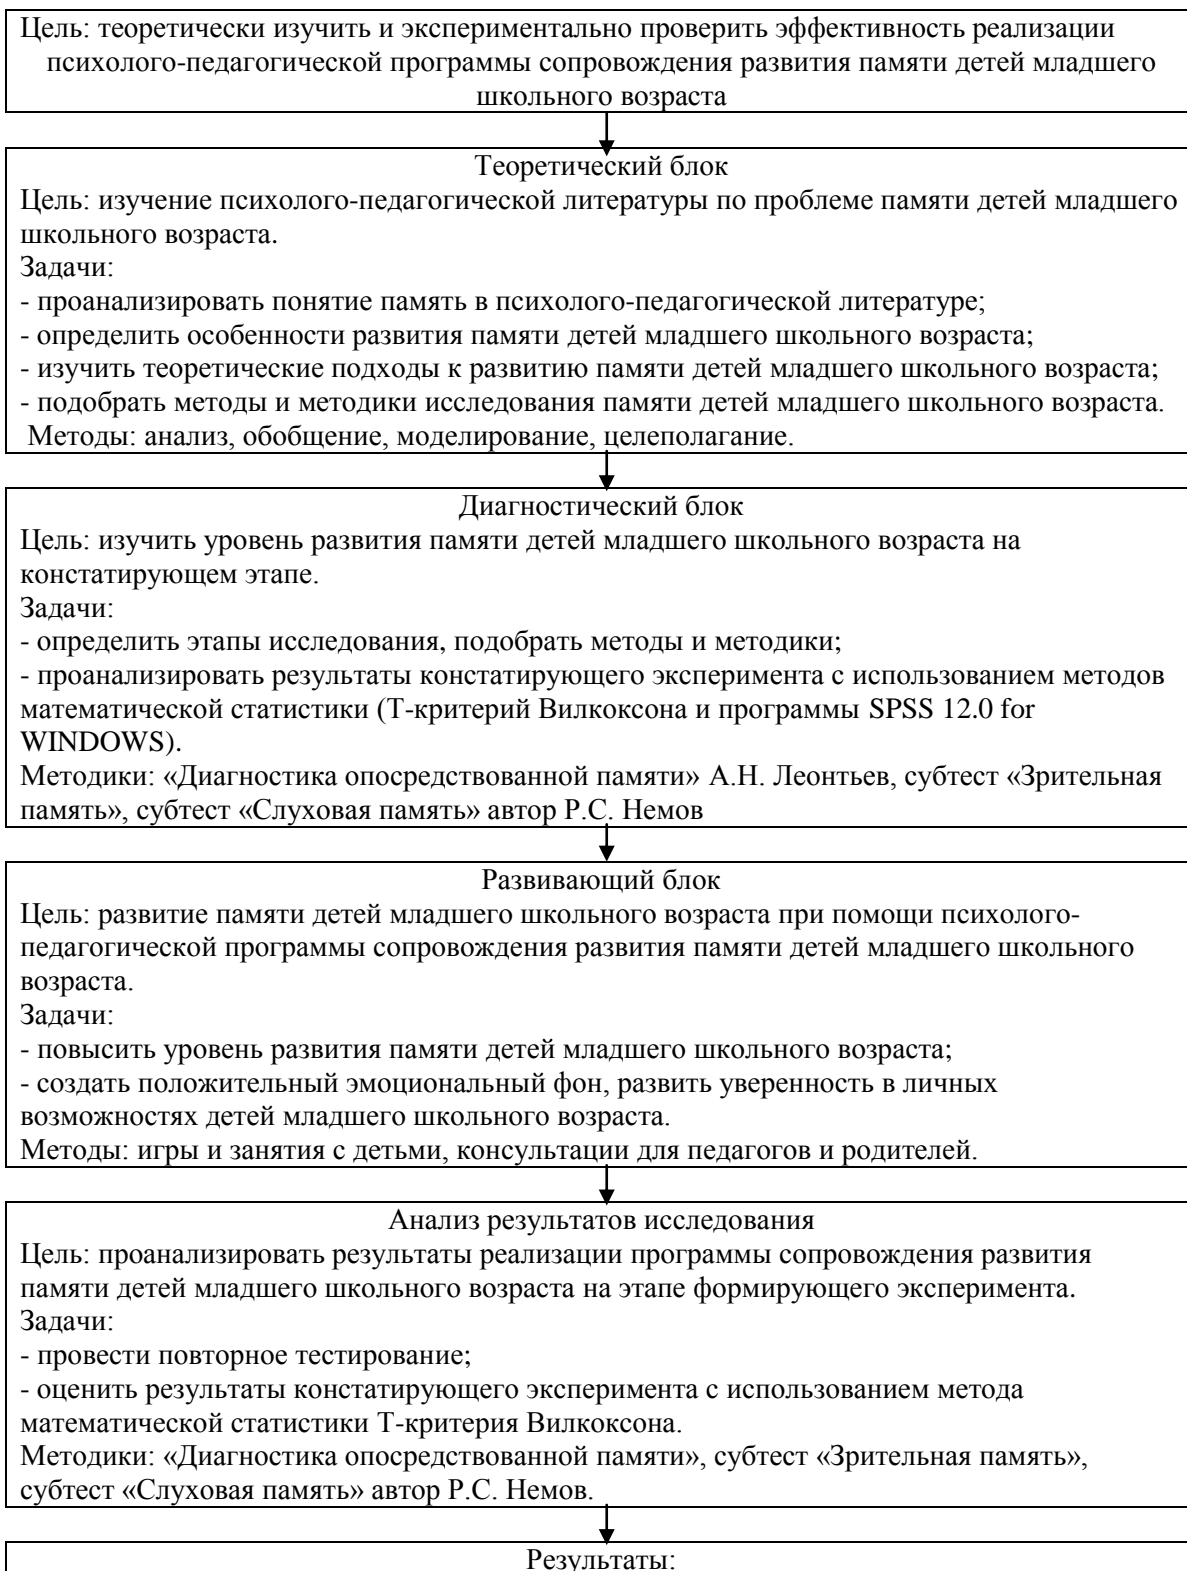 Цель: теоретически изучить и экспериментально проверить эффективность реализации
психолого-педагогической программы сопровождения развития памяти детей младшего
школьного возраста
Теоретический блок
Цель: изучение психолого-педагогической литературы по проблеме памяти детей младшего
школьного возраста.
Задачи:
- проанализировать понятие память в психолого-педагогической литературе;
- определить особенности развития памяти детей младшего школьного возраста;
- изучить теоретические подходы к развитию памяти детей младшего школьного возраста;
- подобрать методы и методики исследования памяти детей младшего школьного возраста.
Методы: анализ, обобщение, моделирование, целеполагание.
Диагностический блок
Цель: изучить уровень развития памяти детей младшего школьного возраста на
констатирующем этапе.
Задачи:
- определить этапы исследования, подобрать методы и методики;
- проанализировать результаты констатирующего эксперимента с использованием методов
математической статистики (Т-критерий Вилкоксона и программы SPSS 12.0 for
WINDOWS).
Методики: «Диагностика опосредствованной памяти» А.Н. Леонтьев, субтест «Зрительная
память», субтест «Слуховая память» автор Р.С. Немов
Развивающий блок
Цель: развитие памяти детей младшего школьного возраста при помощи психолого-
педагогической программы сопровождения развития памяти детей младшего школьного
возраста.
Задачи:
- повысить уровень развития памяти детей младшего школьного возраста;
- создать положительный эмоциональный фон, развить уверенность в личных
возможностях детей младшего школьного возраста.
Методы: игры и занятия с детьми, консультации для педагогов и родителей.
Анализ результатов исследования
Цель: проанализировать результаты реализации программы сопровождения развития
памяти детей младшего школьного возраста на этапе формирующего эксперимента.
Задачи:
- провести повторное тестирование;
- оценить результаты констатирующего эксперимента с использованием метода
математической статистики Т-критерия Вилкоксона.
Методики: «Диагностика опосредствованной памяти», субтест «Зрительная память»,
субтест «Слуховая память» автор Р.С. Немов.
Результаты: